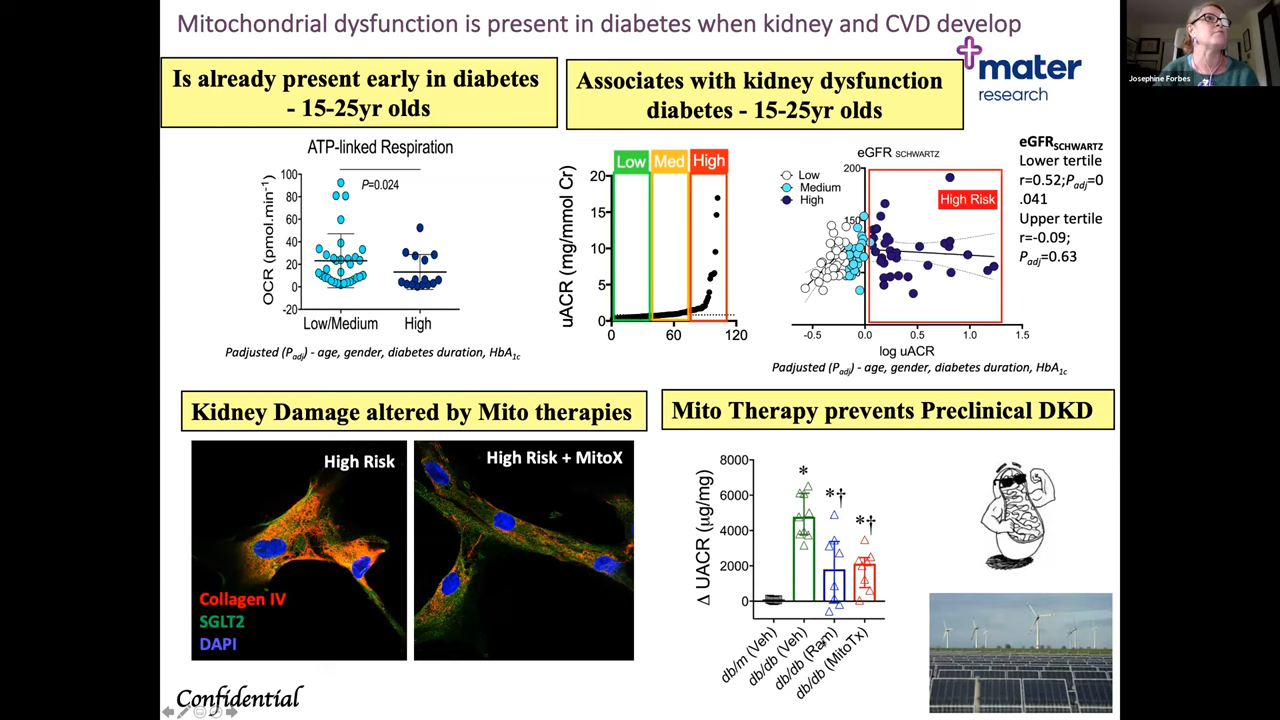 Mitochondrial dysfunction is present in diabetes when kidney and CVD develop
Josephine Forbes
mater
research
Is already present early in diabetes
- 15-25yr olds
Associates with kidney dysfunction
diabetes - 15-25yr olds
ATP-linked Respiration
P=0.024
OCR (pmol.min⁻¹)
100
80
60
40
20
0
-20
Low/Medium
High
Padjusted (Padj) - age, gender, diabetes duration, HbA1c
Low
Med
High
uACR (mg/mmol Cr)
20
15
10
5
0
0
60
120
eGFR SCHWARTZ
200
150
Low
Medium
High
High Risk
-0.5
0.0
0.5
1.0
1.5
log uACR
Padjusted (Padj) - age, gender, diabetes duration, HbA1c
eGFRSCHWARTZ
Lower tertile
r=0.52;Padj=0
.041
Upper tertile
r=-0.09;
Padj=0.63
Kidney Damage altered by Mito therapies
High Risk
Collagen IV
SGLT2
DAPI
High Risk + MitoX
Mito Therapy prevents Preclinical DKD
Δ UACR (µg/mg)
8000
6000
4000
2000
0
*
*†
*†
db/m (Veh)
db/db (Veh)
db/db (Ram)
db/db (MitoTx)
Confidential